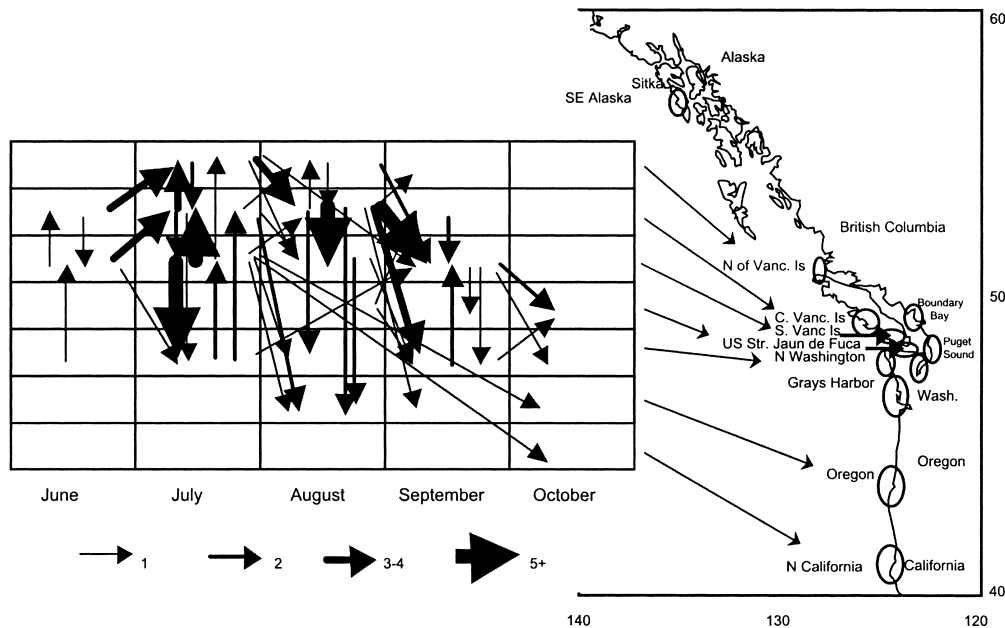 60
Alaska
Sitka
SE Alaska
British Columbia
N of Vanc. Is
50
Boundary
Bay
C. Vanc. Is
S. Vanc Is
US Str. Jaun de Fuca
Puget
Sound
N Washington
Grays Harbor
Wash.
Oregon
Oregon
N California
California
40
140
130
120
June
July
August
September
October
1
2
3-4
5+